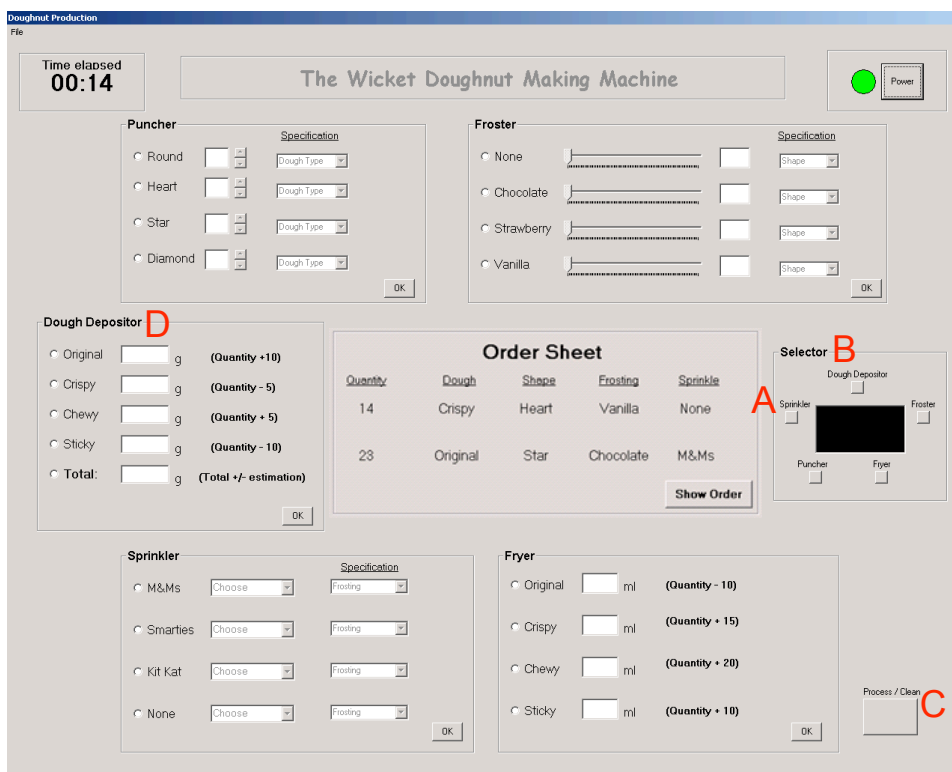 Doughnut Production
File
Time elapsed
00:14
The Wicket Doughnut Making Machine
Power
Puncher
Specification
Round Dough Type
Heart Dough Type
Star Dough Type
Diamond Dough Type
OK
Froster
Specification
None Shape
Chocolate Shape
Strawberry Shape
Vanilla Shape
OK
Dough Depositor D
Original g (Quantity +10)
Crispy g (Quantity - 5)
Chewy g (Quantity + 5)
Sticky g (Quantity - 10)
Total: g (Total +/- estimation)
OK
Order Sheet
Quantity Dough Shape Frosting Sprinkle
14 Crispy Heart Vanilla None
23 Original Star Chocolate M&Ms
Show Order
Selector B
Dough Depositor
A
Sprinkler Froster
Puncher Fryer
Sprinkler
Specification
M&Ms Choose Frosting
Smarties Choose Frosting
Kit Kat Choose Frosting
None Choose Frosting
OK
Fryer
Original ml (Quantity - 10)
Crispy ml (Quantity + 15)
Chewy ml (Quantity + 20)
Sticky ml (Quantity + 10)
OK
Process / Clean C